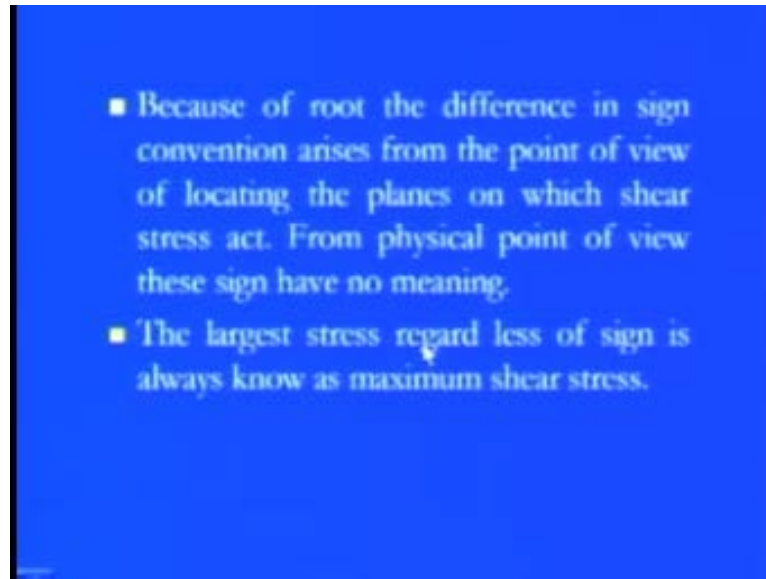 Because of root the difference in sign
convention arises from the point of view
of locating the planes on which shear
stress act. From physical point of view
these sign have no meaning.
The largest stress regard less of sign is
always know as maximum shear stress.